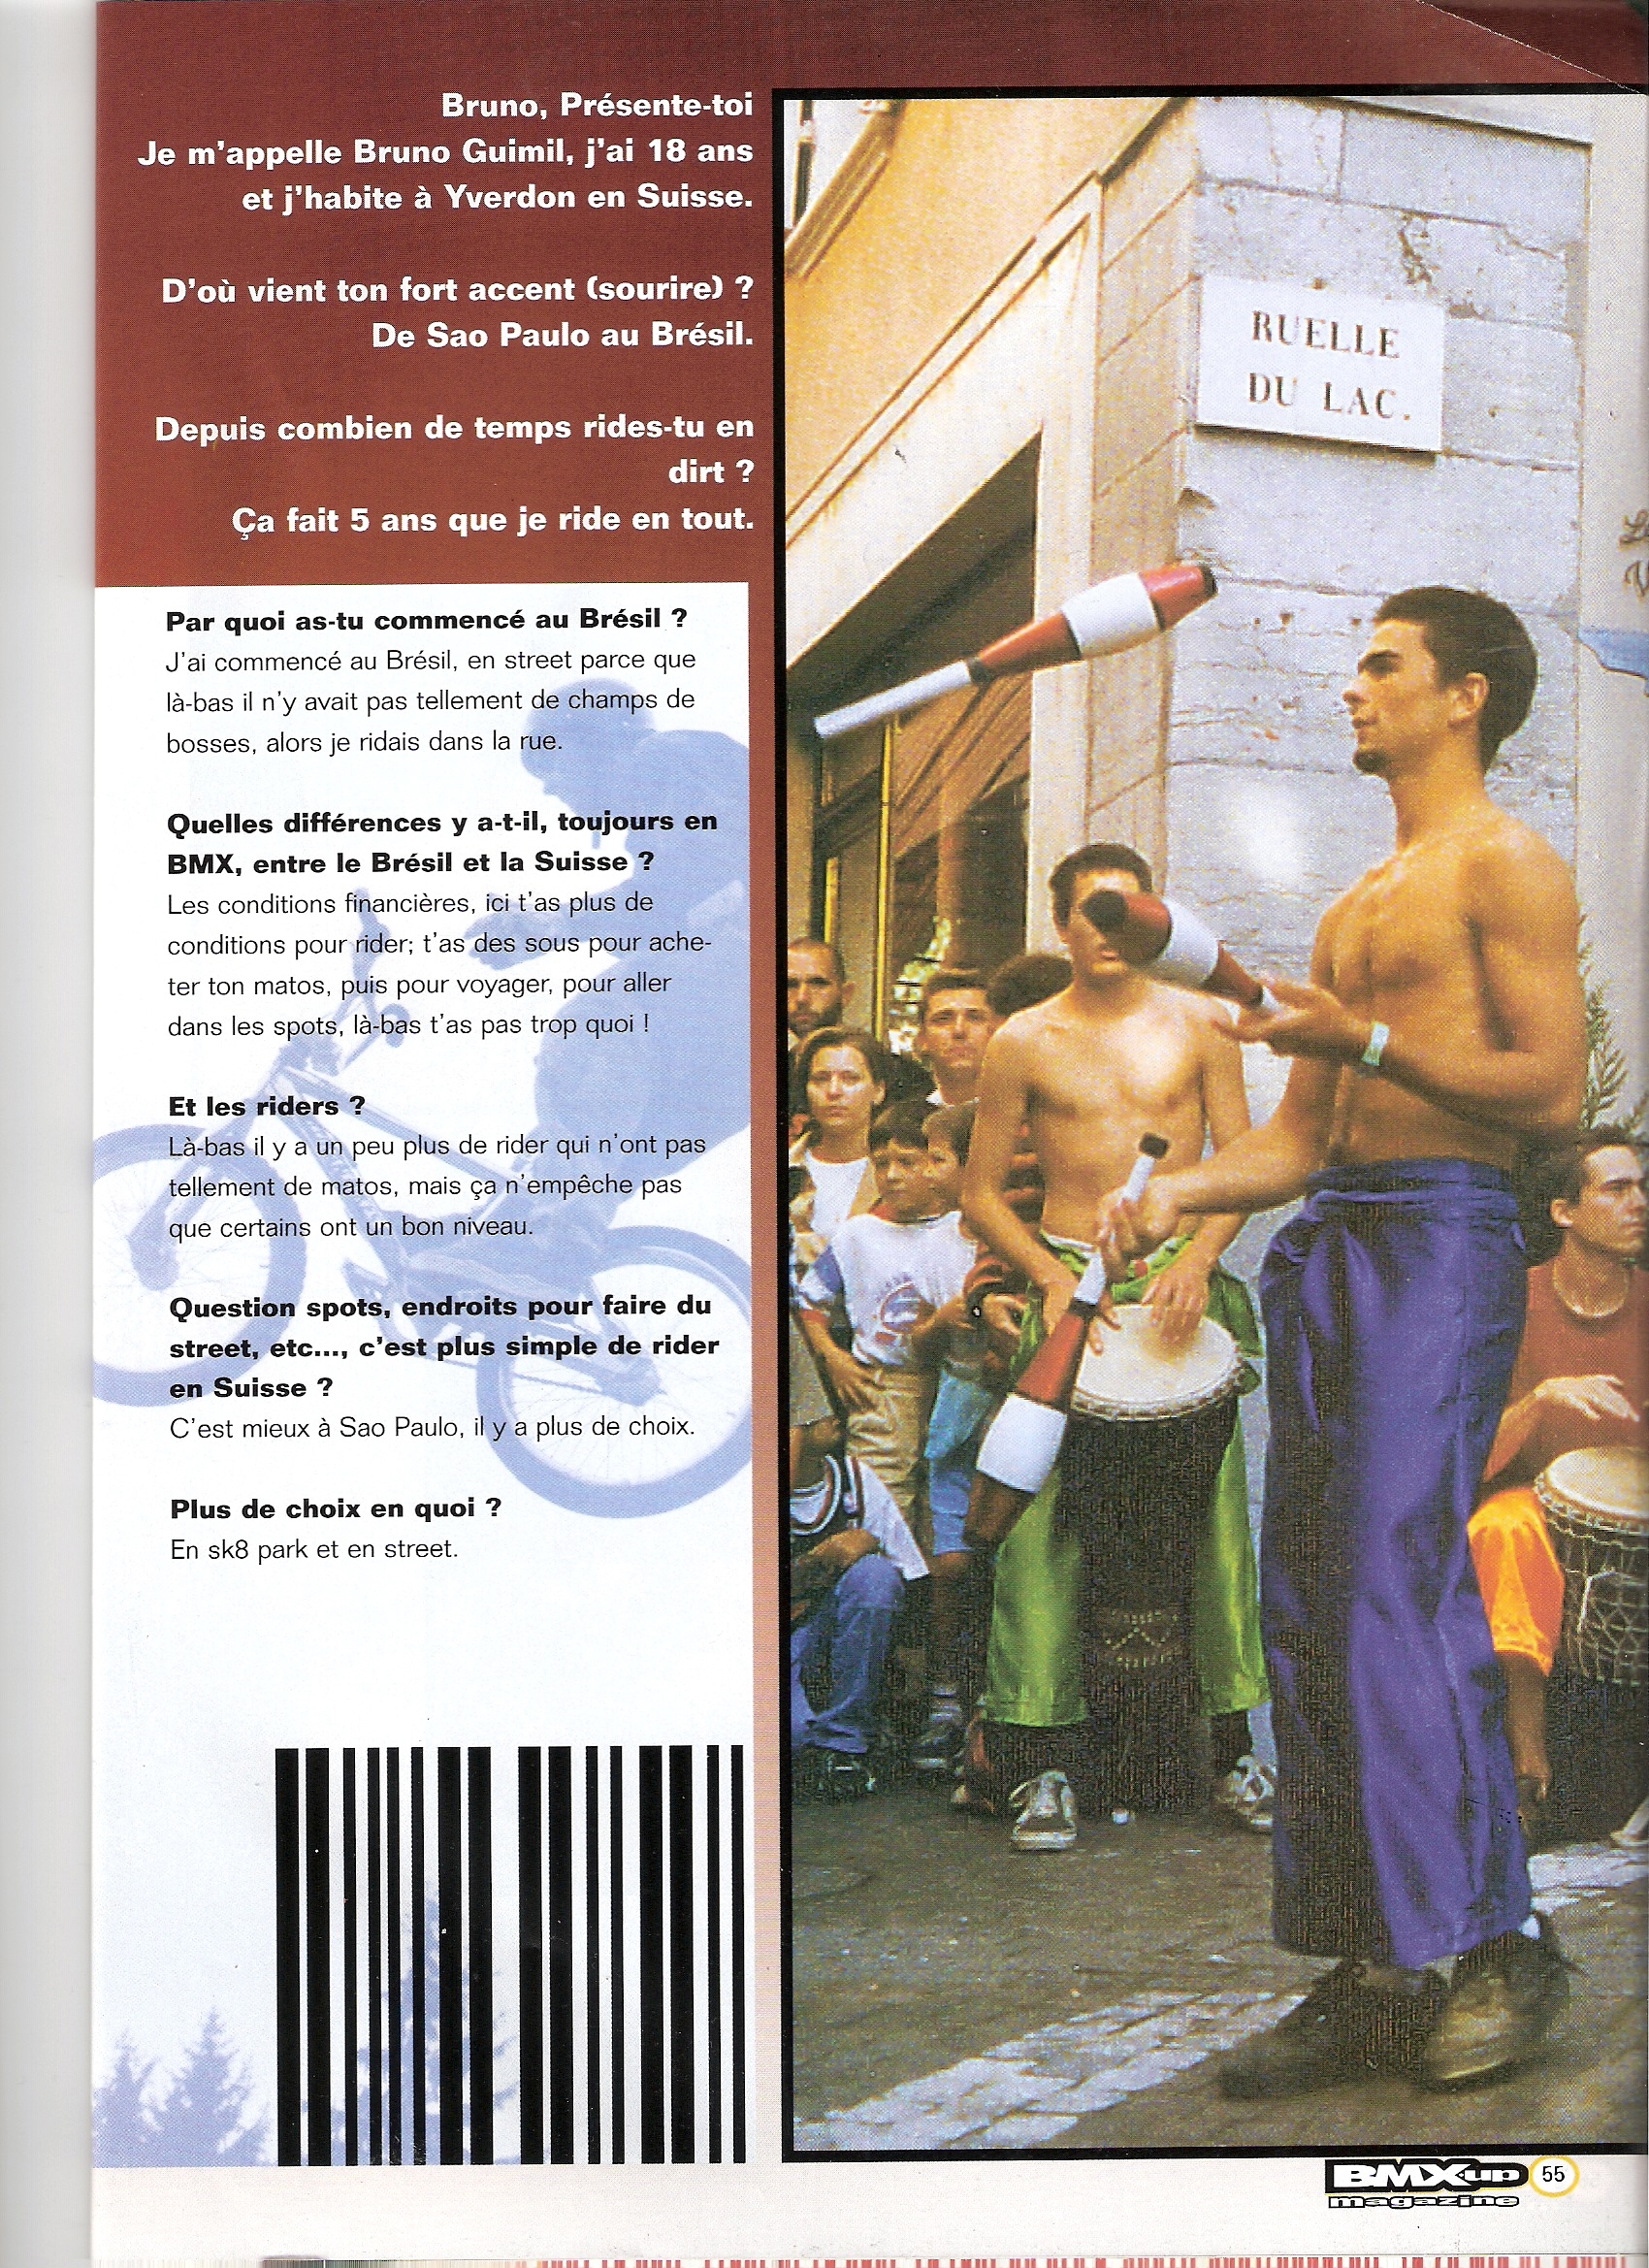 Bruno, Présente-toi
Je m'appelle Bruno Guimil, j'ai 18 ans
et j'habite à Yverdon en Suisse.
D'où vient ton fort accent (sourire) ?
De Sao Paulo au Brésil.
Depuis combien de temps rides-tu en
dirt ?
Ça fait 5 ans que je ride en tout.
Par quoi as-tu commencé au Brésil ?
J'ai commencé au Brésil, en street parce que
là-bas il n'y avait pas tellement de champs de
bosses, alors je ridais dans la rue.
Quelles différences y a-t-il, toujours en
BMX, entre le Brésil et la Suisse ?
Les conditions financières, ici t'as plus de
conditions pour rider; t'as des sous pour ache-
ter ton matos, puis pour voyager, pour aller
dans les spots, là-bas t'as pas trop quoi !
Et les riders ?
Là-bas il y a un peu plus de rider qui n'ont pas
tellement de matos, mais ça n'empêche pas
que certains ont un bon niveau.
Question spots, endroits pour faire du
street, etc..., c'est plus simple de rider
en Suisse ?
C'est mieux à Sao Paulo, il y a plus de choix.
Plus de choix en quoi ?
En sk8 park et en street.
RUELLE
DU LAC.
BMX-up 55
magazine